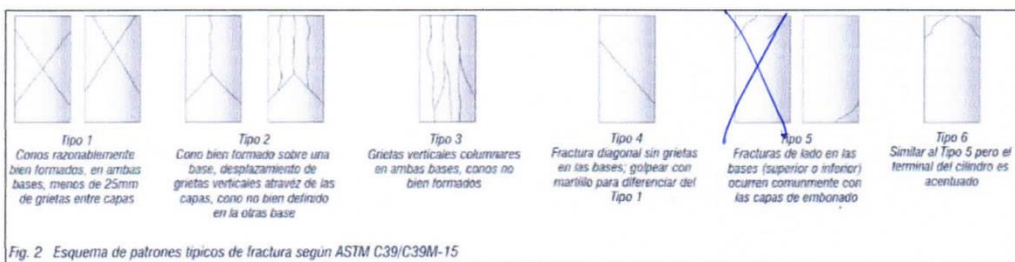 Tipo 1
Conos razonablemente
bien formados, en ambas
bases, menos de 25mm
de grietas entre capas
Tipo 2
Cono bien formado sobre una
base, desplazamiento de
grietas verticales atravéz de las
capas, cono no bien definido
en la otras base
Tipo 3
Grietas verticales columnares
en ambas bases, conos no
bien formados
Tipo 4
Fractura diagonal sin grietas
en las bases; golpear con
martillo para diferenciar del
Tipo 1
Tipo 5
Fracturas de lado en las
bases (superior o inferior)
ocurren comunmente con
las capas de embonado
Tipo 6
Similar al Tipo 5 pero el
terminal del cilindro es
acentuado
Fig. 2 Esquema de patrones típicos de fractura según ASTM C39/C39M-15